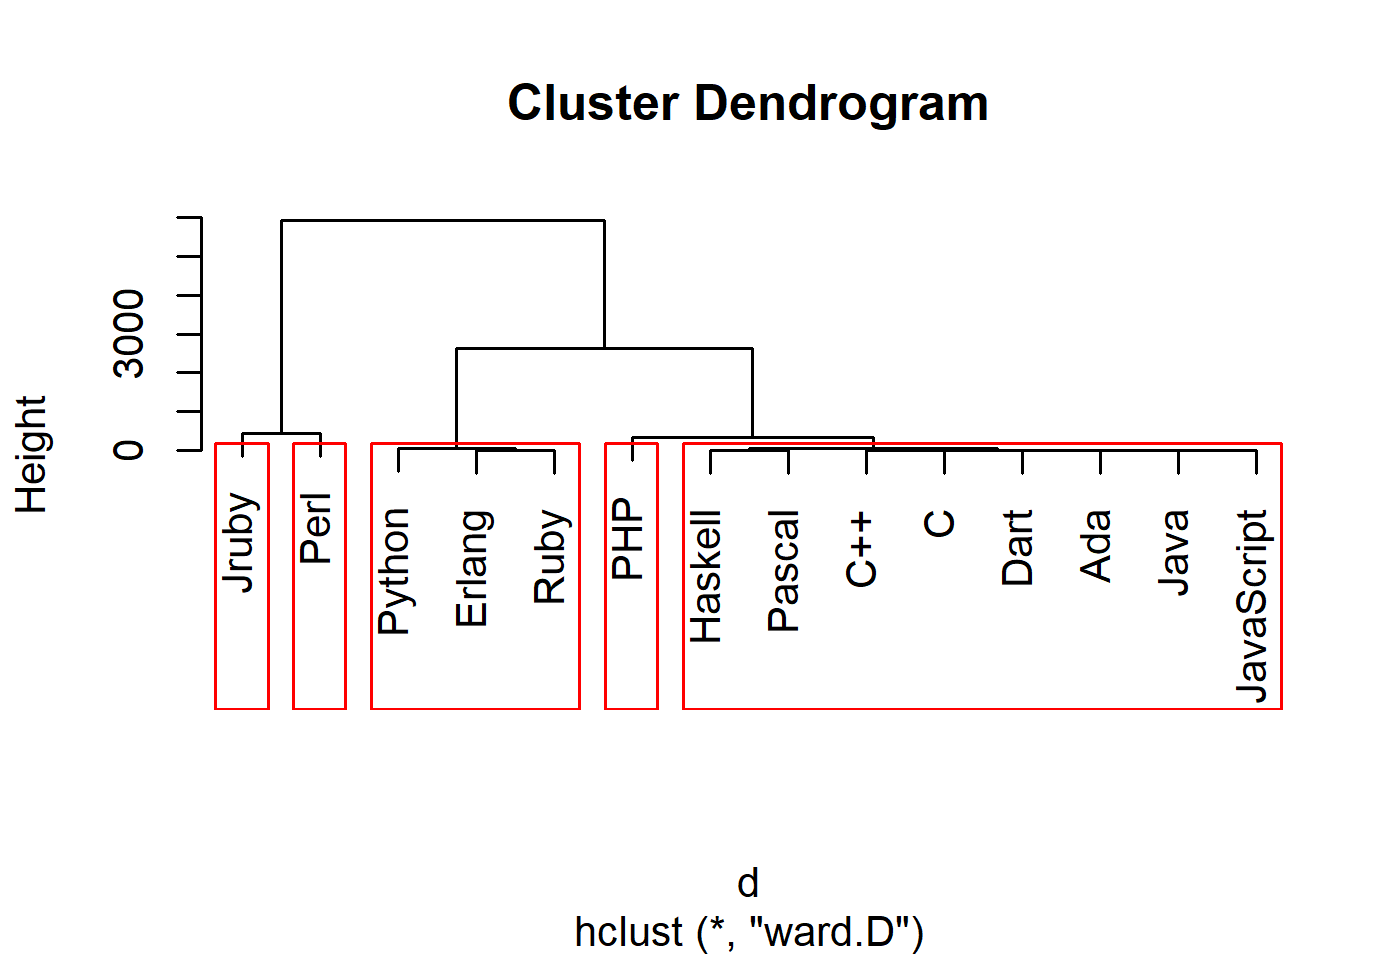 Cluster Dendrogram
Height
3000
0
Jruby
Perl
Python
Erlang
Ruby
PHP
Haskell
Pascal
C++
C
Dart
Ada
Java
JavaScript
d
hclust (*, "ward.D")